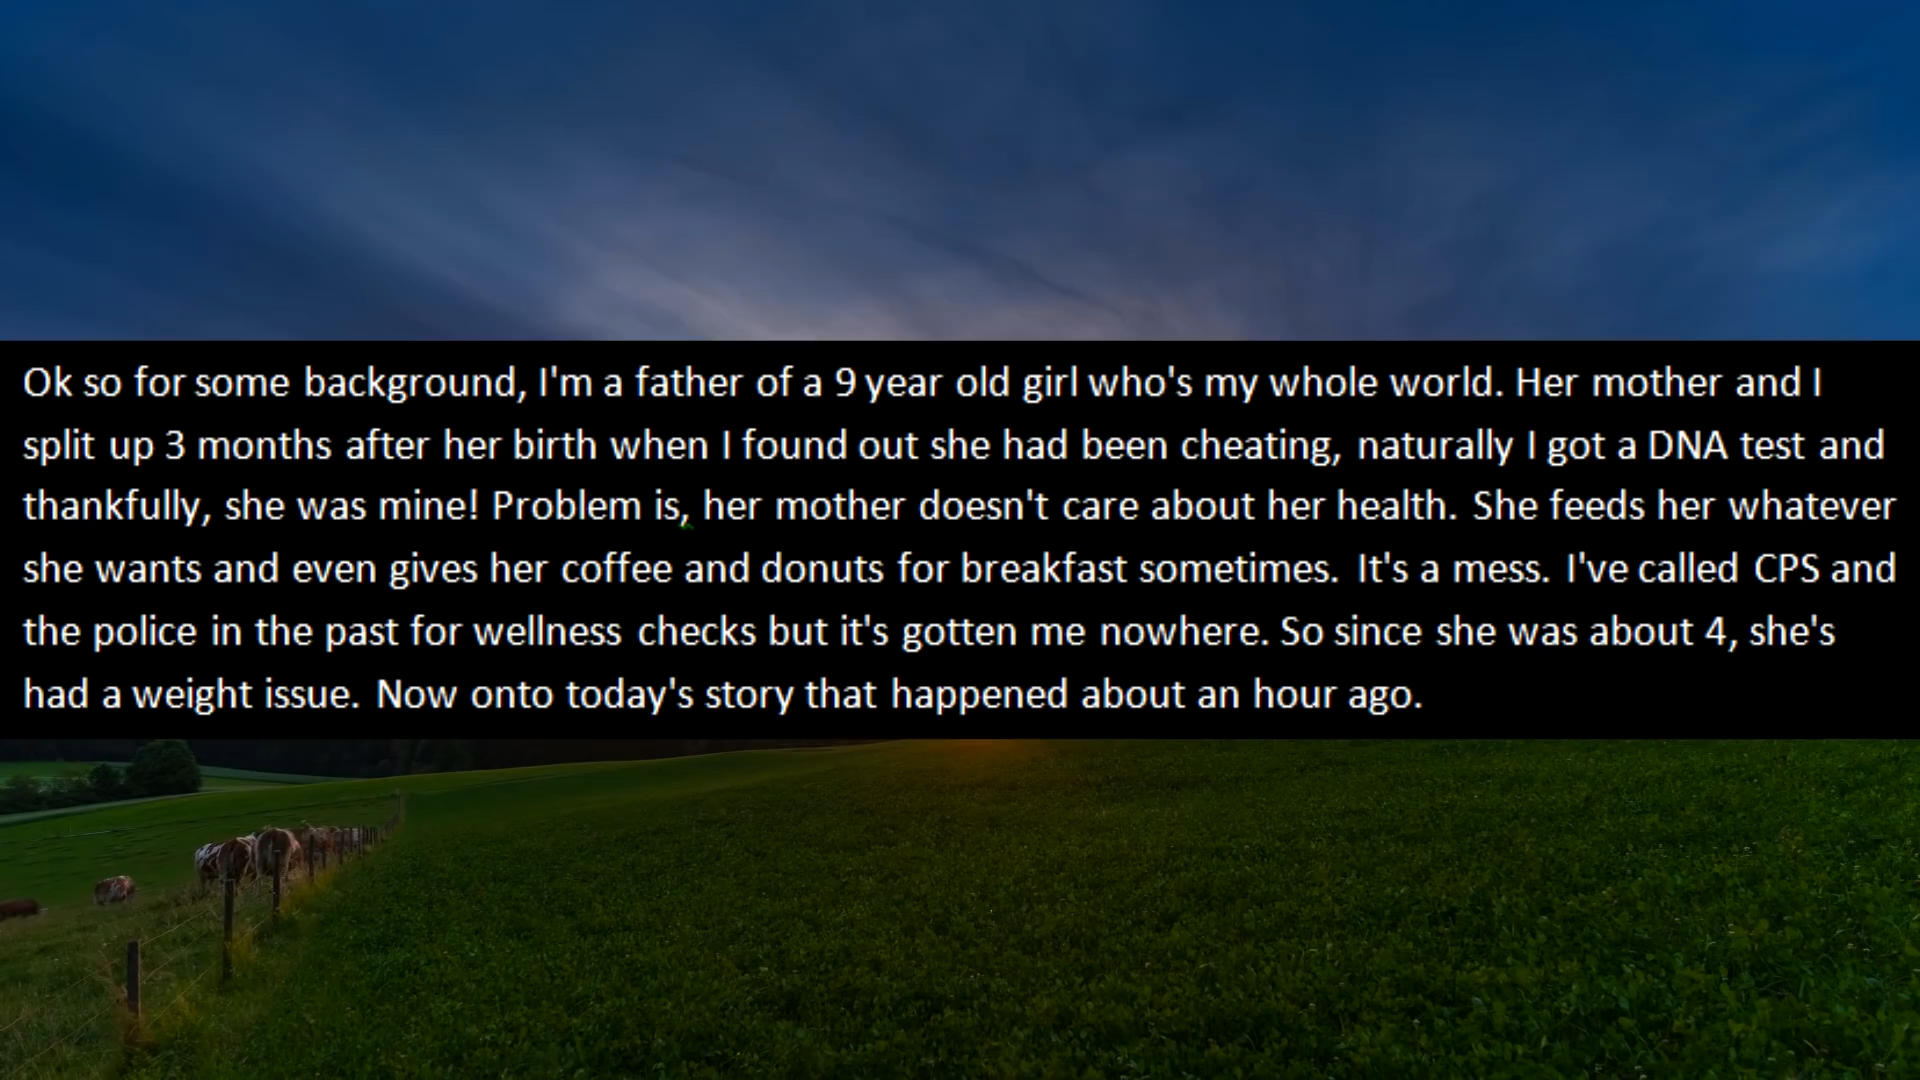 Ok so for some background, I'm a father of a 9 year old girl who's my whole world. Her mother and I
split up 3 months after her birth when I found out she had been cheating, naturally I got a DNA test and
thankfully, she was mine! Problem is, her mother doesn't care about her health. She feeds her whatever
she wants and even gives her coffee and donuts for breakfast sometimes. It's a mess. I've called CPS and
the police in the past for wellness checks but it's gotten me nowhere. So since she was about 4, she's
had a weight issue. Now onto today's story that happened about an hour ago.